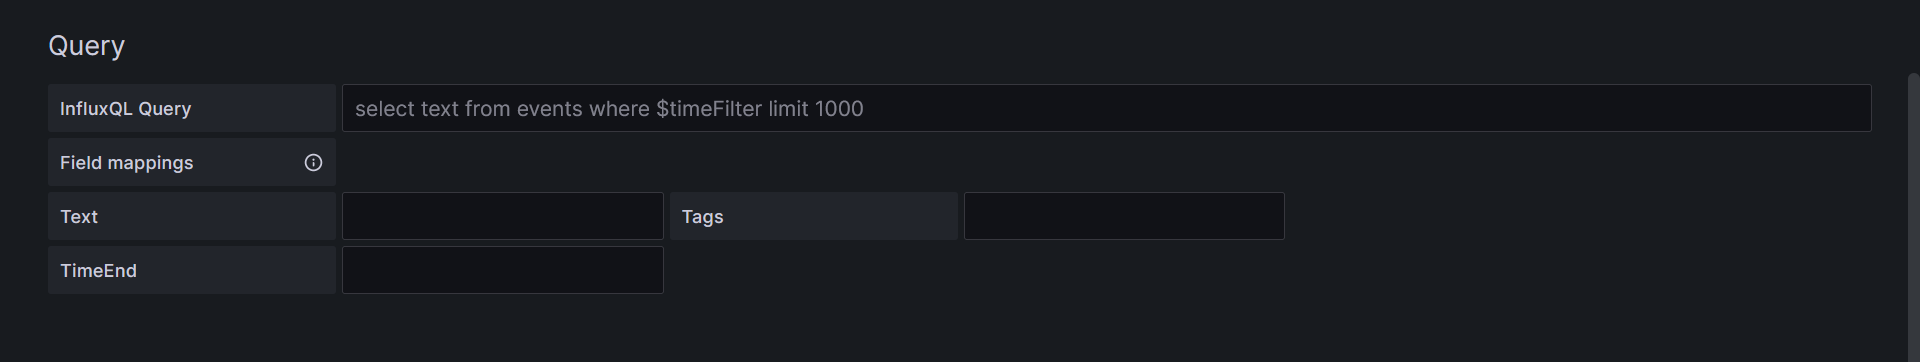 Query
InfluxQL Query select text from events where $timeFilter limit 1000
Field mappings
Text Tags
TimeEnd